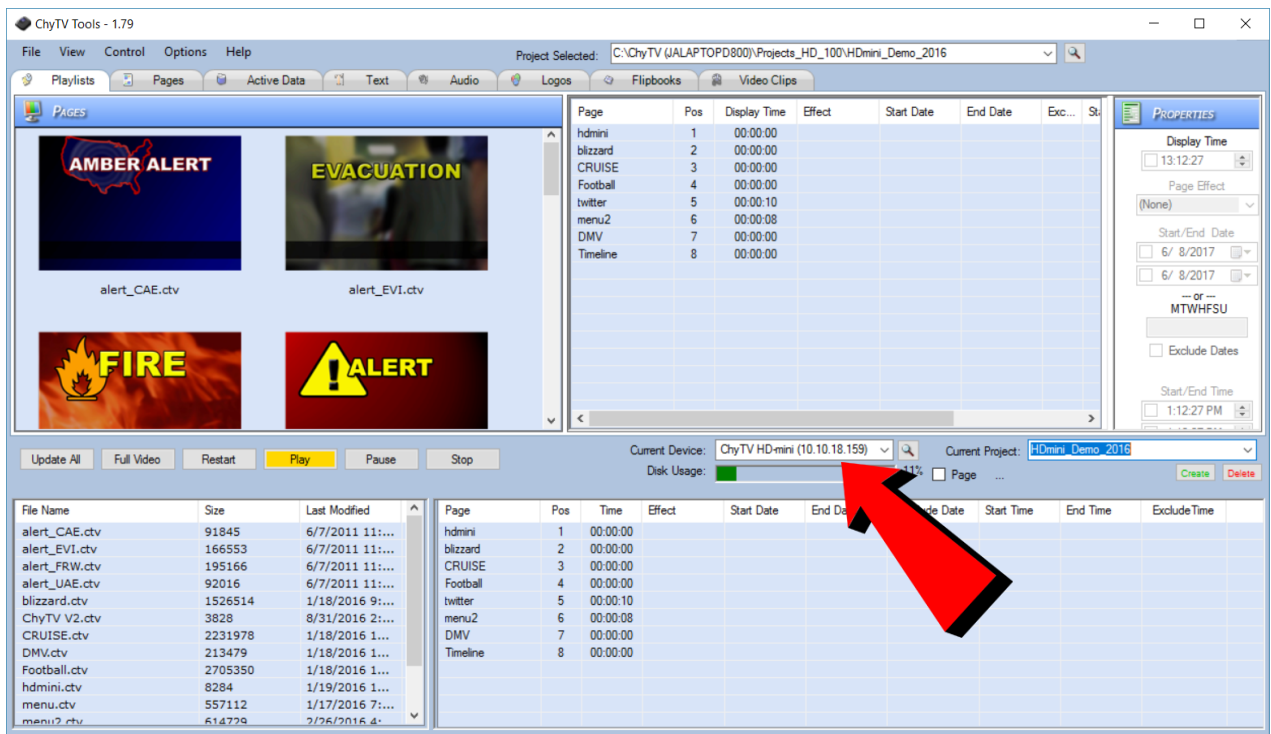 ChyTV Tools - 1.79
File View Control Options Help
Project Selected: C:\ChyTV (JALAPTOPD800)\Projects_HD_100\HDmini_Demo_2016
Playlists Pages Active Data Text Audio Logos Flipbooks Video Clips
PAGES
AMBER ALERT
EVACUATION
alert_CAE.ctv
alert_EVI.ctv
FIRE
ALERT
Page Pos Display Time Effect Start Date End Date Exc...
hdmini 1 00:00:00
blizzard 2 00:00:00
CRUISE 3 00:00:00
Football 4 00:00:00
twitter 5 00:00:10
menu2 6 00:00:08
DMV 7 00:00:00
Timeline 8 00:00:00
PROPERTIES
Display Time
13:12:27
Page Effect
(None)
Start/End Date
6/ 8/2017
6/ 8/2017
--- or ---
MTWHFSU
Exclude Dates
Start/End Time
1:12:27 PM
Update All Full Video Restart Play Pause Stop
Current Device: ChyTV HD-mini (10.10.18.159)
Current Project: HDmini_Demo_2016
Disk Usage: 11% Page ...
Create Delete
File Name Size Last Modified
alert_CAE.ctv 91845 6/7/2011 11:...
alert_EVI.ctv 166553 6/7/2011 11:...
alert_FRW.ctv 195166 6/7/2011 11:...
alert_UAE.ctv 92016 6/7/2011 11:...
blizzard.ctv 1526514 1/18/2016 9:...
ChyTV V2.ctv 3828 8/31/2016 2:...
CRUISE.ctv 2231978 1/18/2016 1...
DMV.ctv 213479 1/18/2016 1...
Football.ctv 2705350 1/18/2016 1...
hdmini.ctv 8284 1/19/2016 1...
menu.ctv 557112 1/17/2016 7:...
menu2.ctv 614729 2/26/2016 4:
Page Pos Time Effect Start Date End Da ude Date Start Time End Time ExcludeTime
hdmini 1 00:00:00
blizzard 2 00:00:00
CRUISE 3 00:00:00
Football 4 00:00:00
twitter 5 00:00:10
menu2 6 00:00:08
DMV 7 00:00:00
Timeline 8 00:00:00